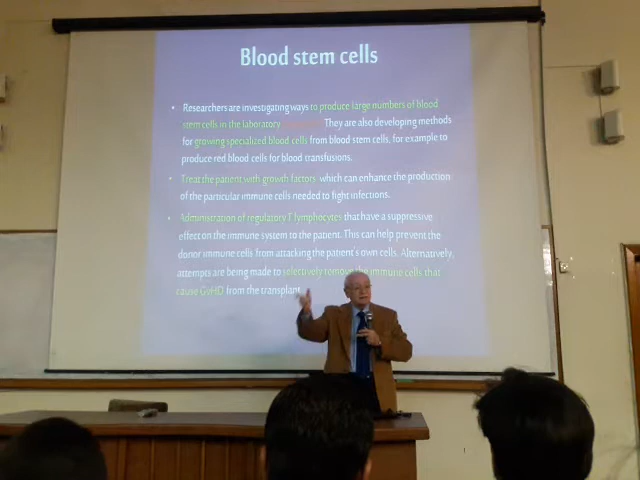 Blood stem cells
• Researchers are investigating ways to produce large numbers of blood
stem cells in the laboratory They are also developing methods
for growing specialized blood cells from blood stem cells, for example to
produce red blood cells for blood transfusions.
• Treat the patient with growth factors which can enhance the production
of the particular immune cells needed to fight infections.
• Administration of regulatory T lymphocytes that have a suppressive
effect on the immune system to the patient. This can help prevent the
donor immune cells from attacking the patient's own cells. Alternatively,
attempts are being made to selectively remove the immune cells that
cause GvHD from the transplant.